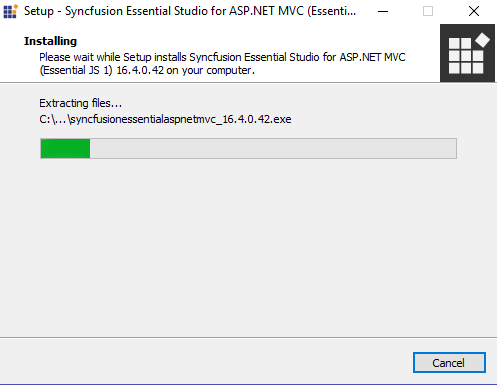 Setup - Syncfusion Essential Studio for ASP.NET MVC (Essenti...
Installing
Please wait while Setup installs Syncfusion Essential Studio for ASP.NET MVC
(Essential JS 1) 16.4.0.42 on your computer.
Extracting files...
C:\...\syncfusionessentialaspnetmvc_16.4.0.42.exe
Cancel